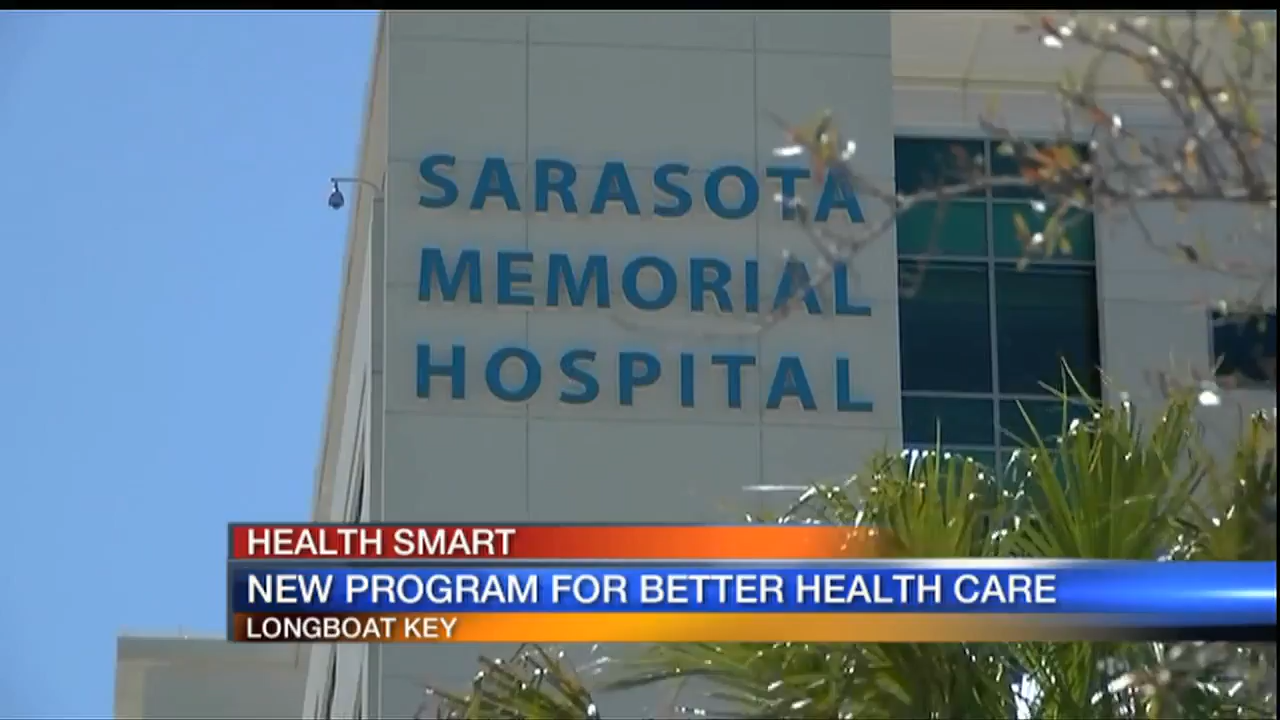 SARASOTA
MEMORIAL
HOSPITAL
HEALTH SMART
NEW PROGRAM FOR BETTER HEALTH CARE
LONGBOAT KEY